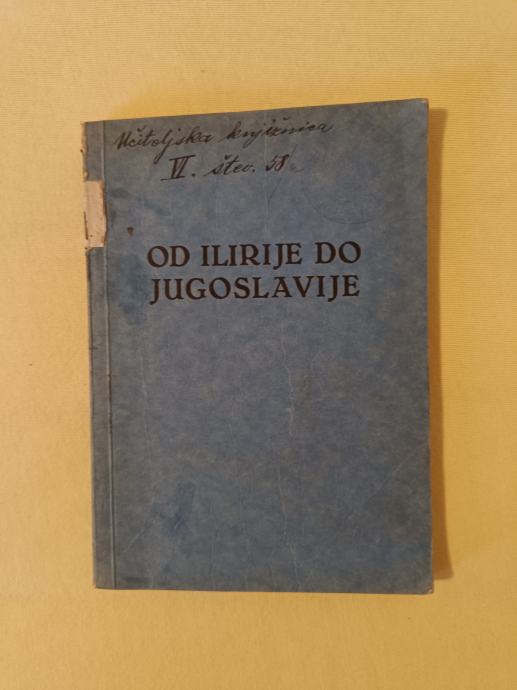 Učiteljska knjižnica
VI. štev. 58
OD ILIRIJE DO
JUGOSLAVIJE